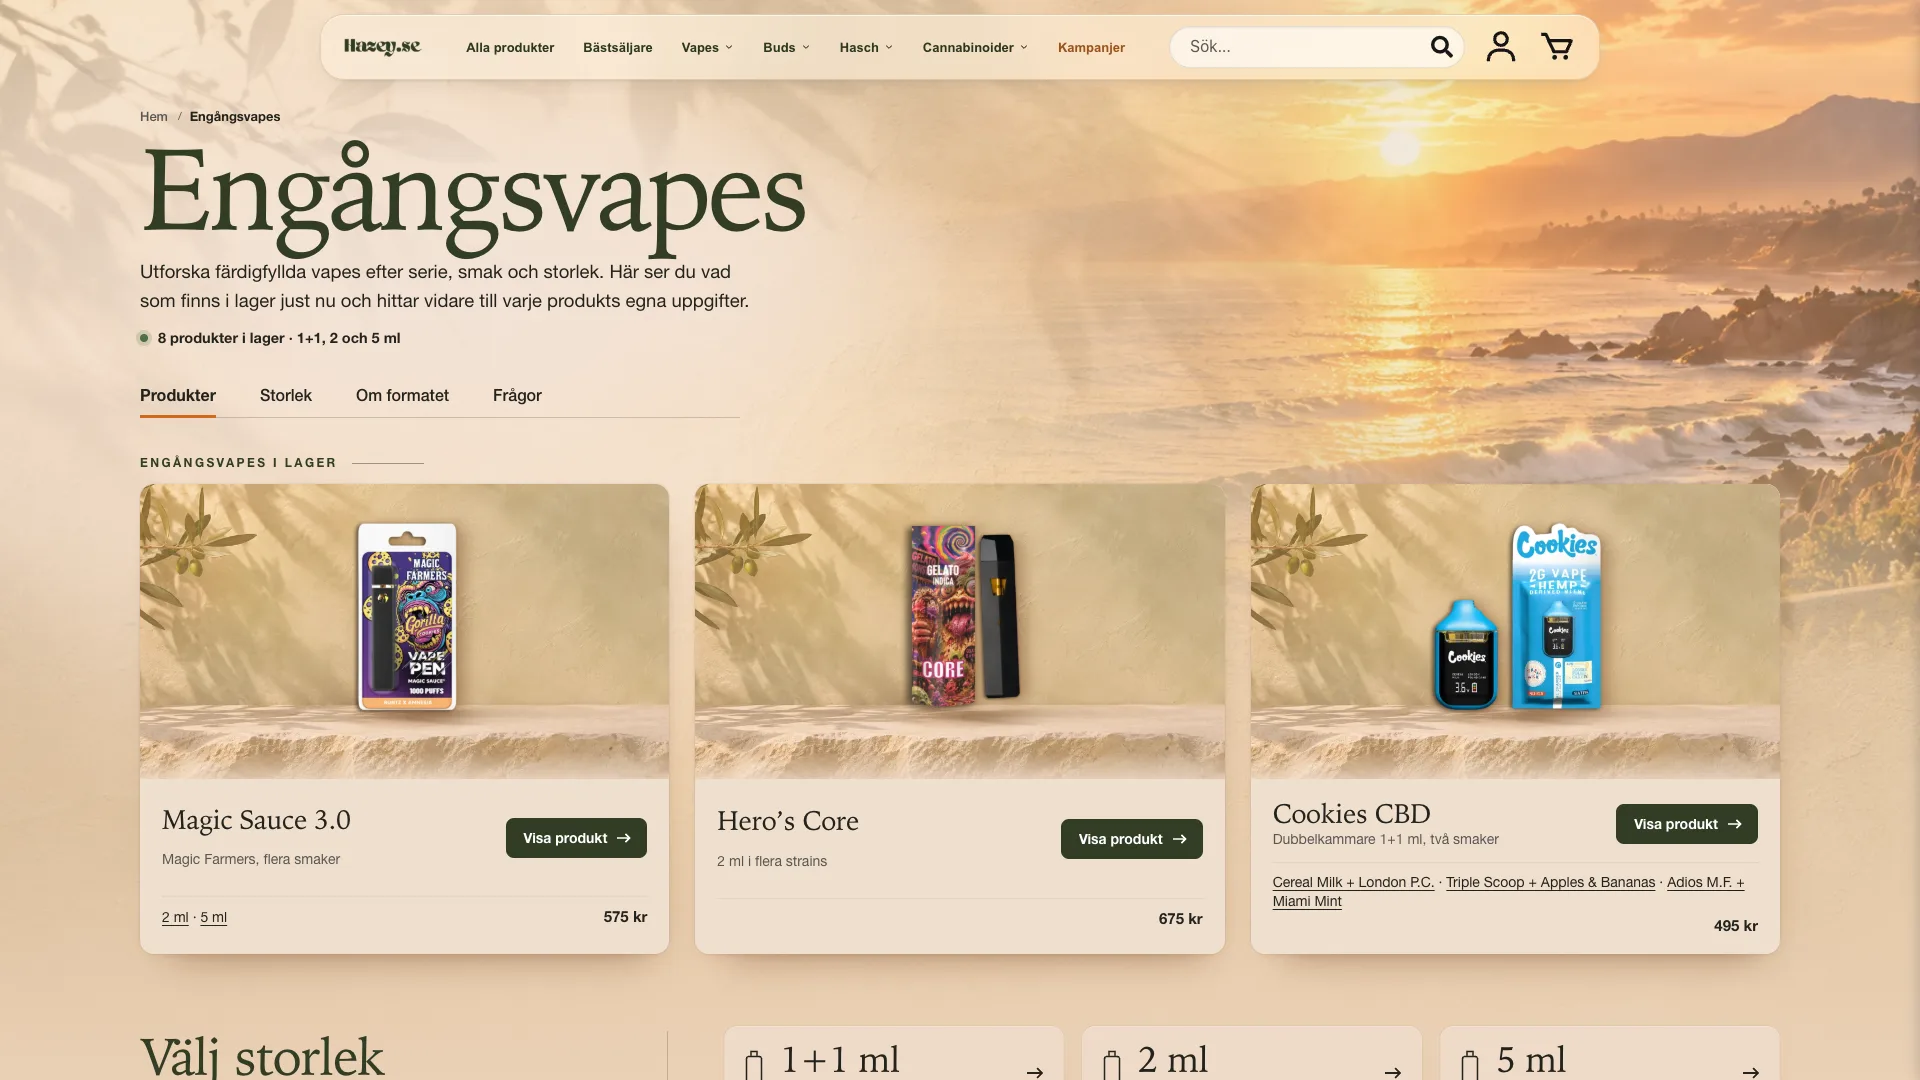 Hazey.se
Alla produkter
Bästsäljare
Vapes
Buds
Hasch
Cannabinoider
Kampanjer
Sök...
Hem / Engångsvapes
Engångsvapes
Utforska färdigfyllda vapes efter serie, smak och storlek. Här ser du vad
som finns i lager just nu och hittar vidare till varje produkts egna uppgifter.
8 produkter i lager · 1+1, 2 och 5 ml
Produkter
Storlek
Om formatet
Frågor
ENGÅNGSVAPES I LAGER
MAGIC
FARMERS
Gorilla
COOKIES
VAPE
PEN
MAGIC SAUCE
1000 PUFFS
GELATO
INDICA
CORE
Cookies
2G VAPE
HEMP
Cookies
Cookies
Magic Sauce 3.0
Magic Farmers, flera smaker
Visa produkt →
2 ml · 5 ml
575 kr
Hero’s Core
2 ml i flera strains
Visa produkt →
675 kr
Cookies CBD
Dubbelkammare 1+1 ml, två smaker
Visa produkt →
Cereal Milk + London P.C. · Triple Scoop + Apples & Bananas · Adios M.F. +
Miami Mint
495 kr
Välj storlek
1+1 ml →
2 ml →
5 ml →